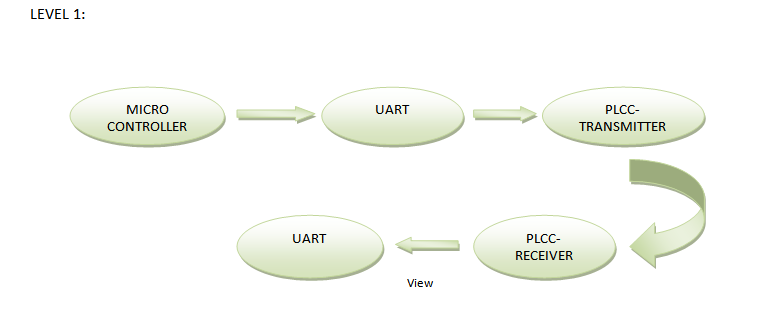 LEVEL 1:
MICRO
CONTROLLER
UART
PLCC-
TRANSMITTER
UART
PLCC-
RECEIVER
View